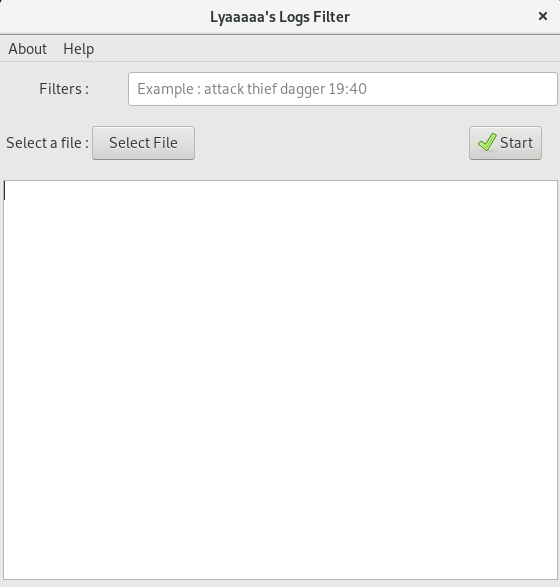 Lyaaaaa's Logs Filter
About Help
Filters : Example : attack thief dagger 19:40
Select a file : Select File Start